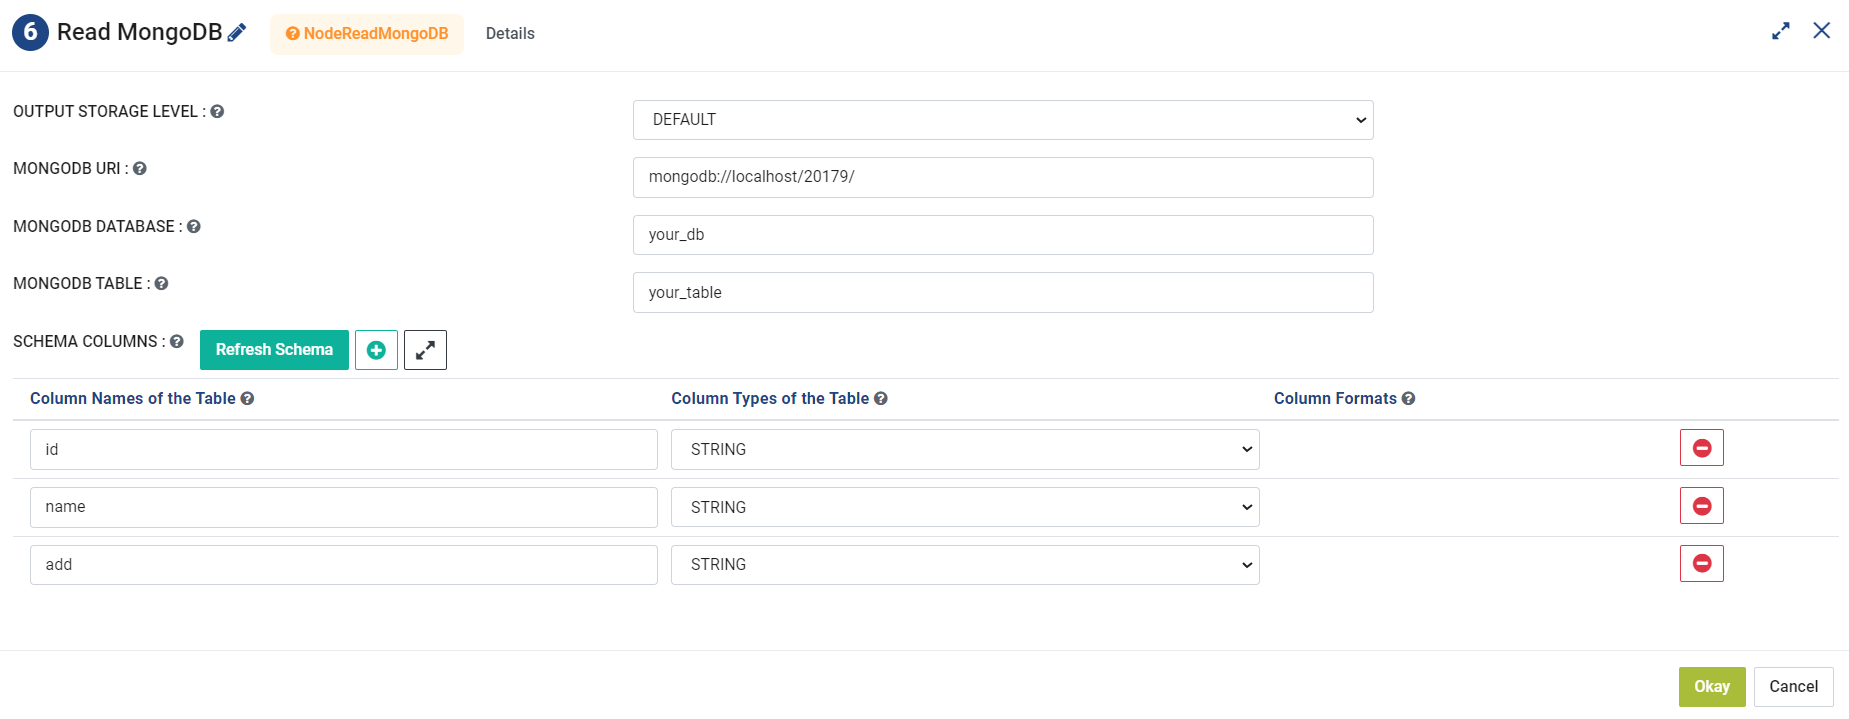 6 Read MongoDB NodeReadMongoDB Details
OUTPUT STORAGE LEVEL : DEFAULT
MONGODB URI : mongodb://localhost/20179/
MONGODB DATABASE : your_db
MONGODB TABLE : your_table
SCHEMA COLUMNS : Refresh Schema
Column Names of the Table Column Types of the Table Column Formats
id STRING
name STRING
add STRING
Okay Cancel